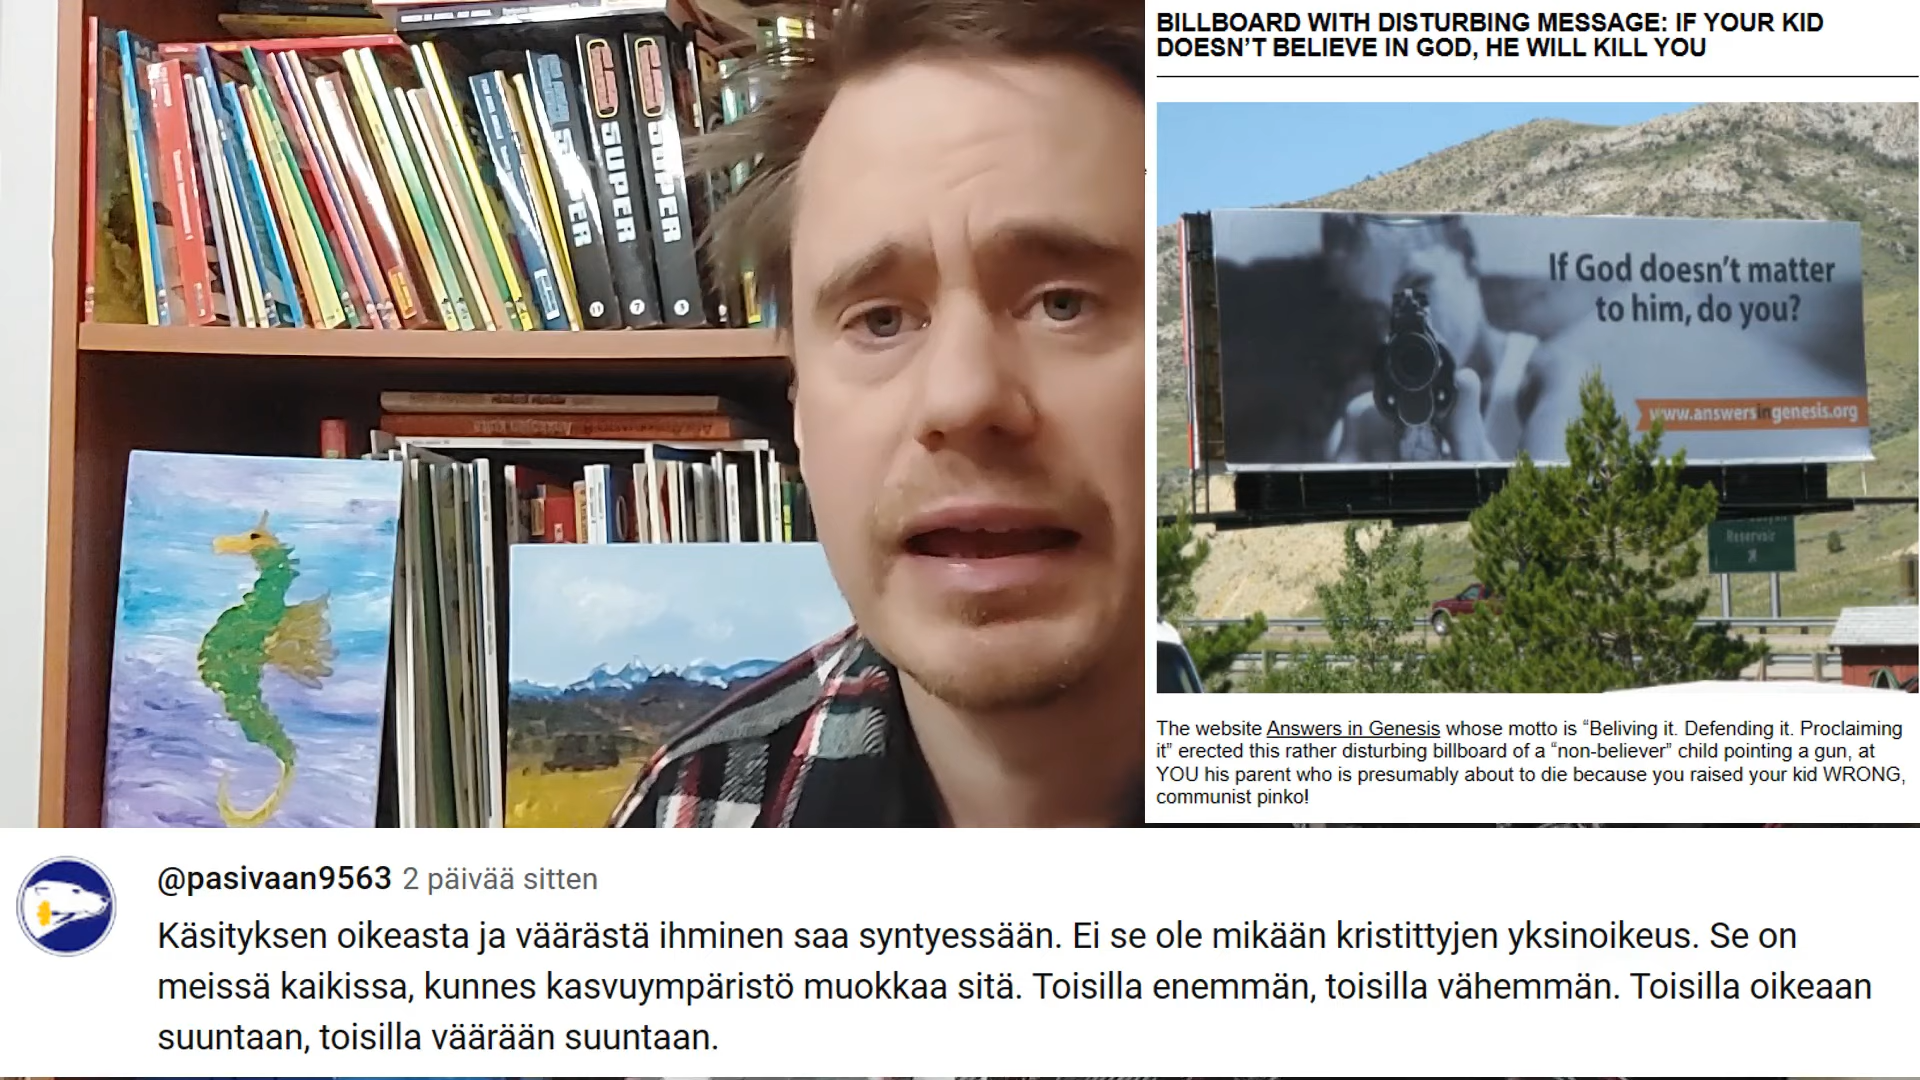 SUPER
SUPER
SUPER
11
7
3
BILLBOARD WITH DISTURBING MESSAGE: IF YOUR KID
DOESN'T BELIEVE IN GOD, HE WILL KILL YOU
If God doesn't matter
to him, do you?
www.answersingenesis.org
Reservoir
The website Answers in Genesis whose motto is “Beliving it. Defending it. Proclaiming
it” erected this rather disturbing billboard of a “non-believer” child pointing a gun, at
YOU his parent who is presumably about to die because you raised your kid WRONG,
communist pinko!
@pasivaan9563 2 päivää sitten
Käsityksen oikeasta ja väärästä ihminen saa syntyessään. Ei se ole mikään kristittyjen yksinoikeus. Se on
meissä kaikissa, kunnes kasvuympäristö muokkaa sitä. Toisilla enemmän, toisilla vähemmän. Toisilla oikeaan
suuntaan, toisilla väärään suuntaan.